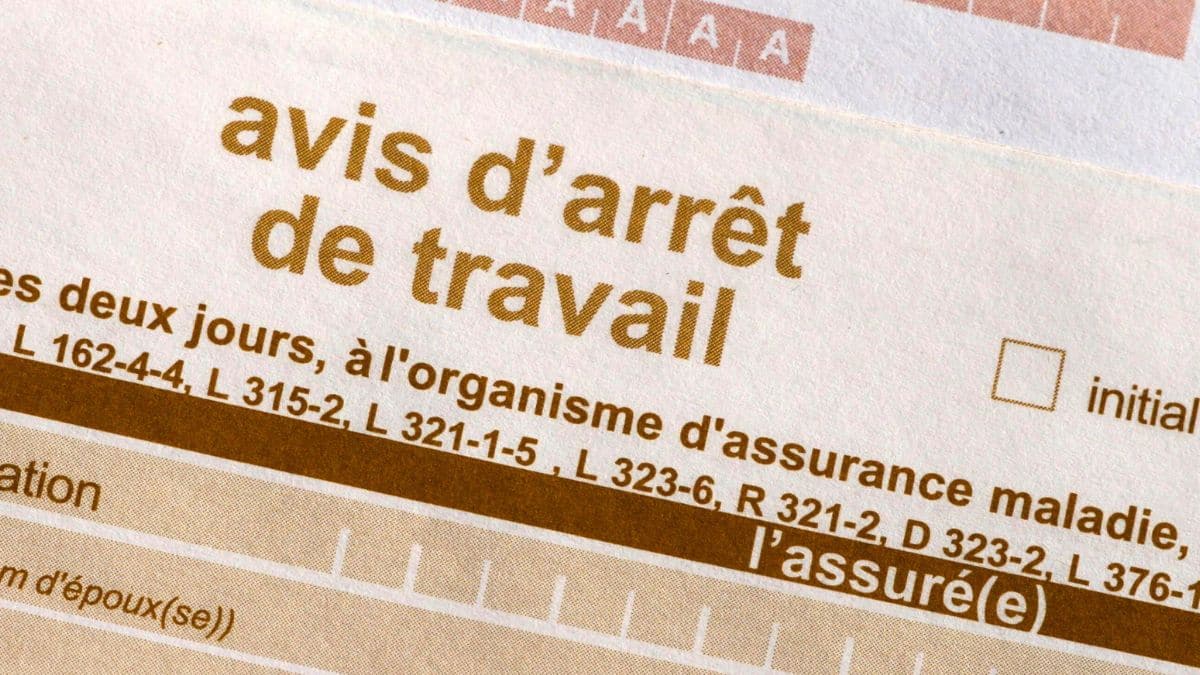 A A A A
avis d'arrêt
de travail
es deux jours, à l'organisme d'assurance maladie,
L 162-4-4, L 315-2, L 321-1-5 , L 323-6, R 321-2, D 323-2, L 376-1
initial
l'assuré(e)
ation
m d'époux(se))